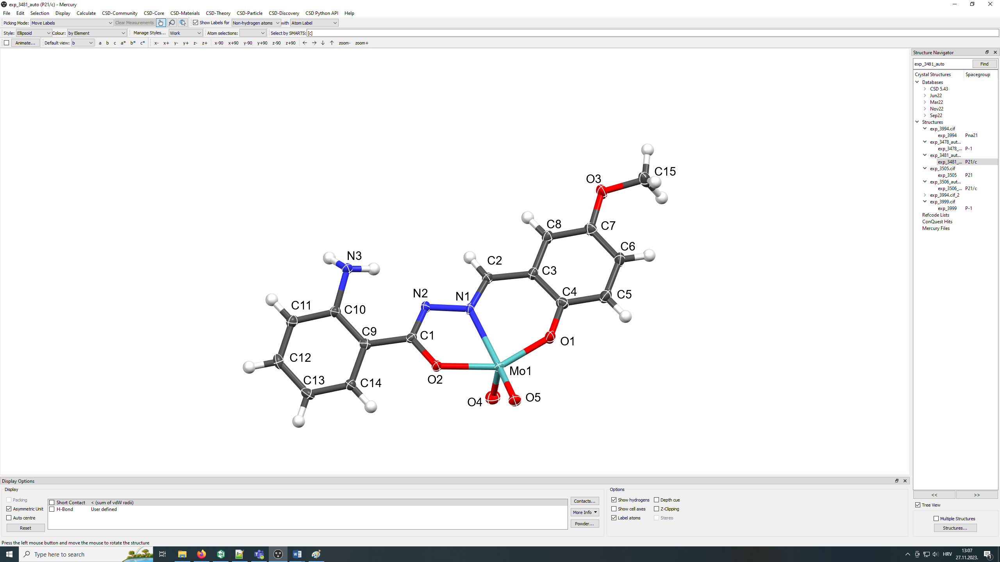 exp_3481_auto (P21/c) - Mercury
File Edit Selection Display Calculate CSD-Community CSD-Core CSD-Materials CSD-Theory CSD-Particle CSD-Discovery CSD Python API Help
Picking Mode: Move Labels Clear Measurements Show Labels for Non-hydrogen atoms with Atom Label
Style: Ellipsoid Colour: by Element Manage Styles... Work Atom selections: Select by SMARTS: [c]
Animate... Default view: b a b c a* b* c* x- x+ y- y+ z- z+ x-90 x+90 y-90 y+90 z-90 z+90 zoom- zoom+
C15
O3
C8
C7
C6
N3
C2
C3
N2
N1
C4
C5
C11
C10
C9
C1
O1
C12
Mo1
C13
C14
O2
O4
O5
Structure Navigator
exp_3481_auto Find
Crystal Structures Spacegroup
Databases
CSD 5.43
Jun22
Mar22
Nov22
Sep22
Structures
exp_3994.cif
exp_3994 Pna21
exp_3478_aut...
exp_3478_... P-1
exp_3481_aut...
exp_3481_... P21/c
exp_3505.cif
exp_3505 P21
exp_3506_aut...
exp_3506_... P21/c
exp_3994.cif_2
exp_3999.cif
exp_3999 P-1
Refcode Lists
ConQuest Hits
Mercury Files
<< >>
Tree View
Multiple Structures
Structures...
Display Options
Display
Packing
Asymmetric Unit
Auto centre
Reset
Short Contact < (sum of vdW radii)
H-Bond User defined
Contacts...
More Info
Powder...
Options
Show hydrogens Depth cue
Show cell axes Z-Clipping
Label atoms Stereo
Press the left mouse button and move the mouse to rotate the structure
Type here to search
HRV
13:07
27.11.2023.
1